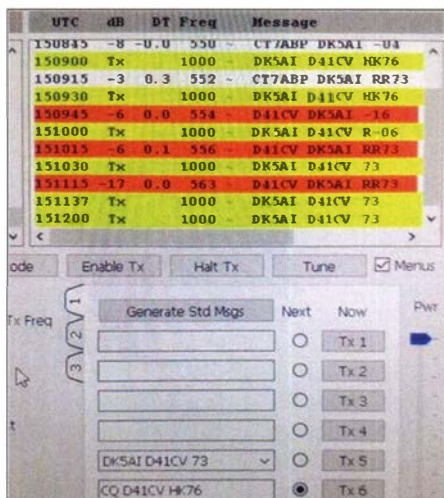 UTC dB DT Freq Message
150845 -8 -0.0 550 ~ CT7ABP DK5AI -04
150900 Tx 1000 ~ DK5AI D41CV HK76
150915 -3 0.3 552 ~ CT7ABP DK5AI RR73
150930 Tx 1000 ~ DK5AI D41CV HK76
150945 -6 0.0 554 ~ D41CV DK5AI -16
151000 Tx 1000 ~ DK5AI D41CV R-06
151015 -6 0.1 556 ~ D41CV DK5AI RR73
151030 Tx 1000 ~ DK5AI D41CV 73
151115 -17 0.0 563 ~ D41CV DK5AI RR73
151137 Tx 1000 ~ DK5AI D41CV 73
151200 Tx 1000 ~ DK5AI D41CV 73
ode Enable Tx Halt Tx Tune Menus
Tx Freq 1 Generate Std Msgs Next Now Pwr
2 Tx 1
3 Tx 2
Tx 3
t Tx 4
DK5AI D41CV 73 Tx 5
CQ D41CV HK76 Tx 6